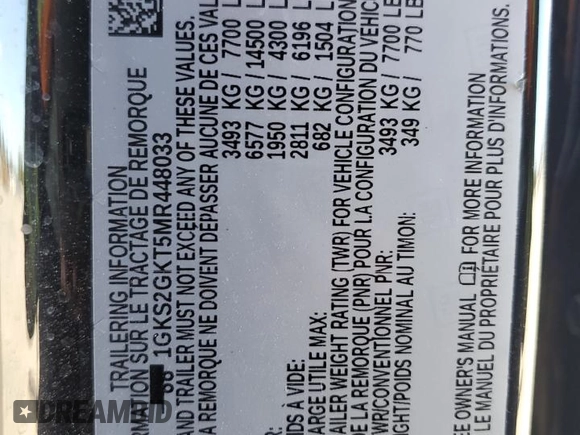 TRAILERING INFORMATION
RMATION SUR LE TRACTAGE DE REMORQUE
1GKS2GKT5MR448033
AND TRAILER MUST NOT EXCEED ANY OF THESE VALUES.
A REMORQUE NE DOIVENT DEPASSER AUCUNE DE CES VAL
3493 KG / 7700 L
6577 KG / 14500 L
1950 KG / 4300 L
DS À VIDE: 2811 KG / 6196 L
ARGE UTILE MAX: 682 KG / 1504 L
AILER WEIGHT RATING (TWR) FOR VEHICLE CONFIGURATION
DE LA REMORQUE (PNR) POUR LA CONFIGURATION DU VÉHIC
WR/CONVENTIONNEL PNR: 3493 KG / 7700 LB
GHT/POIDS NOMINAL AU TIMON: 349 KG / 770 LB
EE OWNER'S MANUAL FOR MORE INFORMATION
LE MANUEL DU PROPRIÉTAIRE POUR PLUS D'INFORMATIONS.
DREAMBID